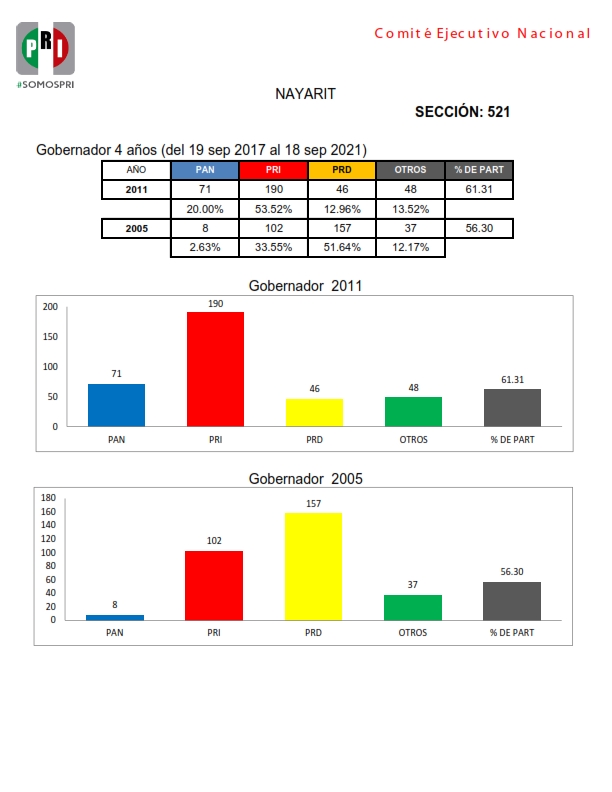 Comité Ejecutivo Nacional
PRI
#SOMOSPRI
NAYARIT
SECCIÓN: 521
Gobernador 4 años (del 19 sep 2017 al 18 sep 2021)
AÑO PAN PRI PRD OTROS % DE PART
2011 71 190 46 48 61.31
20.00% 53.52% 12.96% 13.52%
2005 8 102 157 37 56.30
2.63% 33.55% 51.64% 12.17%
Gobernador 2011
200
150
100
50
0
71
190
46
48
61.31
PAN PRI PRD OTROS % DE PART
Gobernador 2005
180
160
140
120
100
80
60
40
20
0
8
102
157
37
56.30
PAN PRI PRD OTROS % DE PART